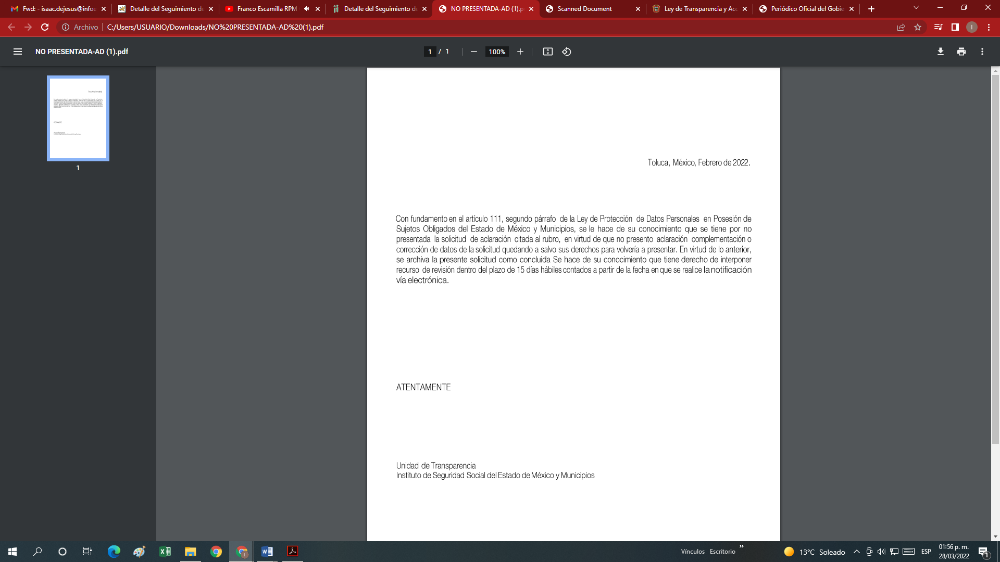 Fwd: - isaac.dejesus@infoe
Detalle del Seguimiento de
Franco Escamilla RPM
Detalle del Seguimiento de
NO PRESENTADA-AD (1).p
Scanned Document
Ley de Transparencia y Acc
Periódico Oficial del Gobie
Archivo
C:/Users/USUARIO/Downloads/NO%20PRESENTADA-AD%20(1).pdf
I
NO PRESENTADA-AD (1).pdf
1 / 1
100%
1
Toluca, México, Febrero de 2022.
Con fundamento en el artículo 111, segundo párrafo de la Ley de Protección de Datos Personales en Posesión de
Sujetos Obligados del Estado de México y Municipios, se le hace de su conocimiento que se tiene por no
presentada la solicitud de aclaración citada al rubro, en virtud de que no presento aclaración complementación o
corrección de datos de la solicitud quedando a salvo sus derechos para volvería a presentar. En virtud de lo anterior,
se archiva la presente solicitud como concluida Se hace de su conocimiento que tiene derecho de interponer
recurso de revisión dentro del plazo de 15 días hábiles contados a partir de la fecha en que se realice la notificación
vía electrónica.
ATENTAMENTE
Unidad de Transparencia
Instituto de Seguridad Social del Estado de México y Municipios
Vínculos
Escritorio
13°C Soleado
ESP
01:56 p. m.
28/03/2022
1